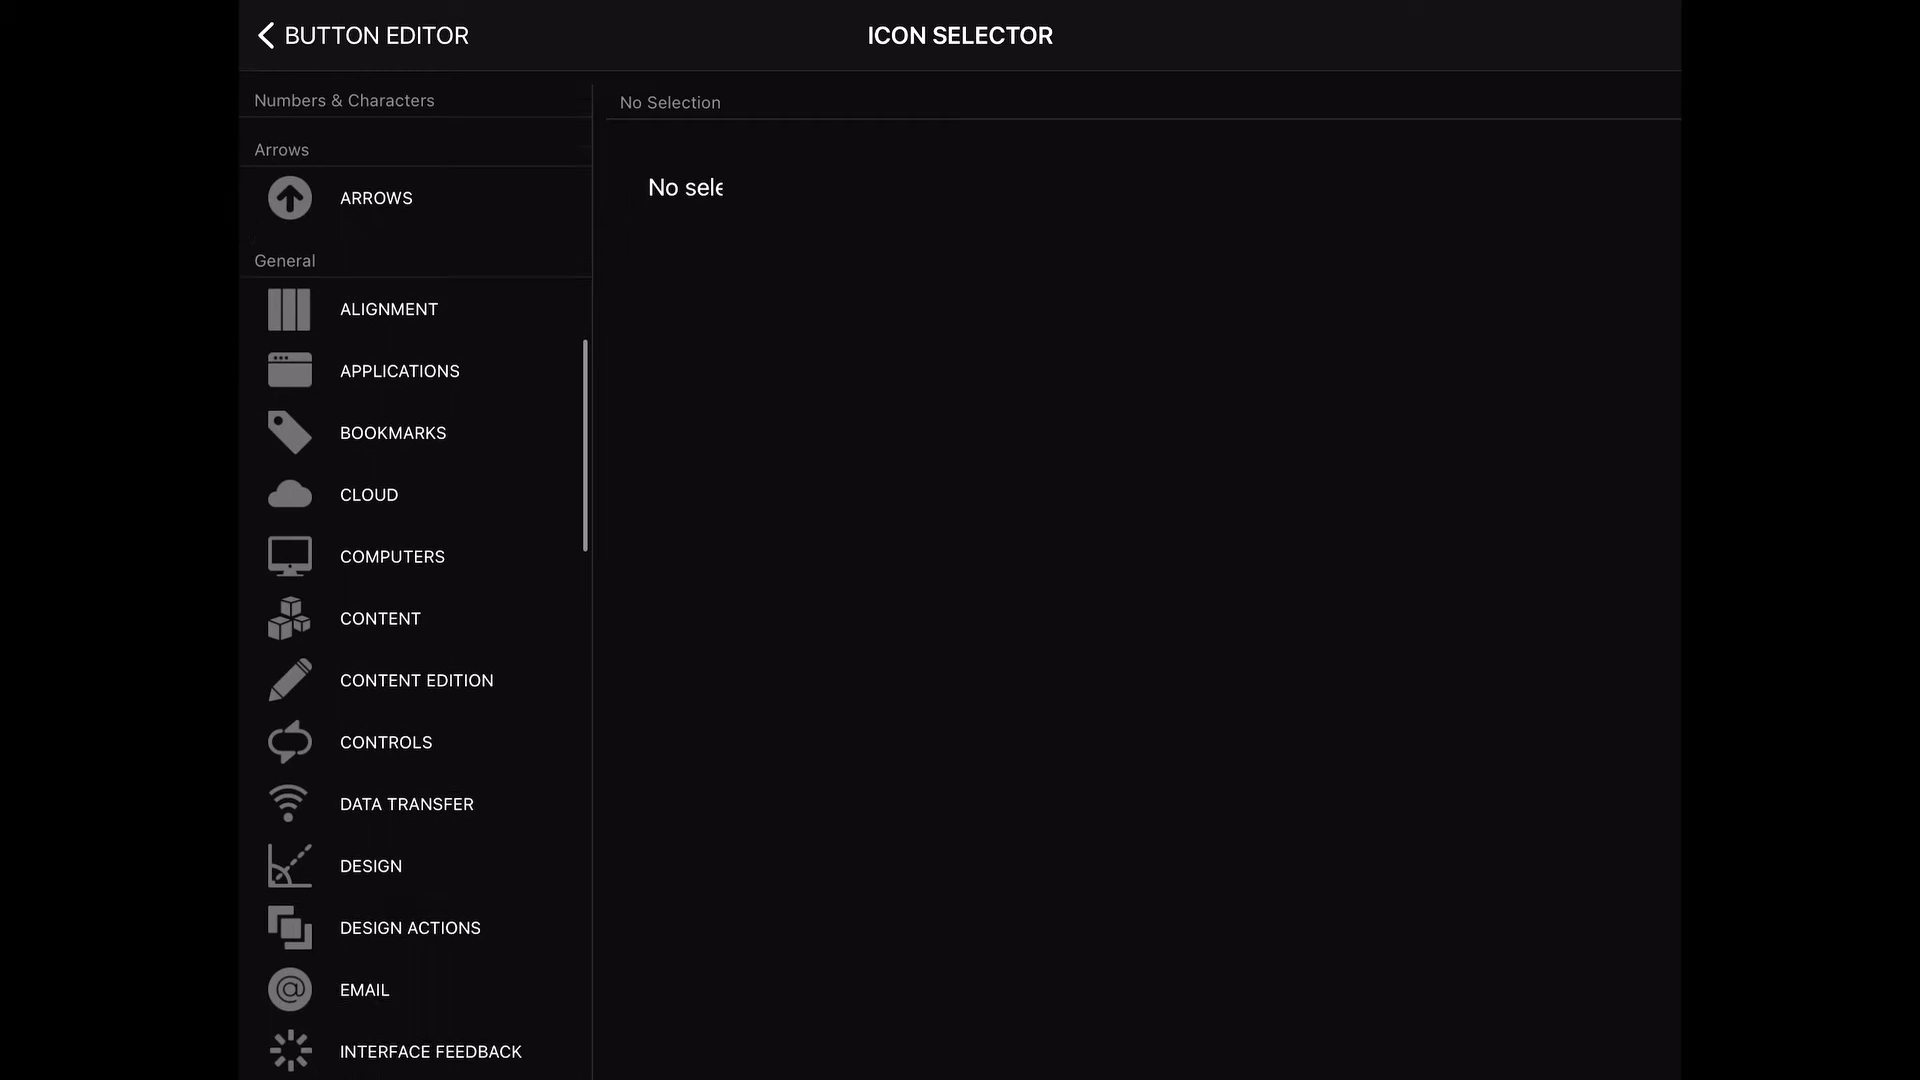 BUTTON EDITOR
ICON SELECTOR
Numbers & Characters
Arrows
ARROWS
General
ALIGNMENT
APPLICATIONS
BOOKMARKS
CLOUD
COMPUTERS
CONTENT
CONTENT EDITION
CONTROLS
DATA TRANSFER
DESIGN
DESIGN ACTIONS
EMAIL
INTERFACE FEEDBACK
No Selection
No sele